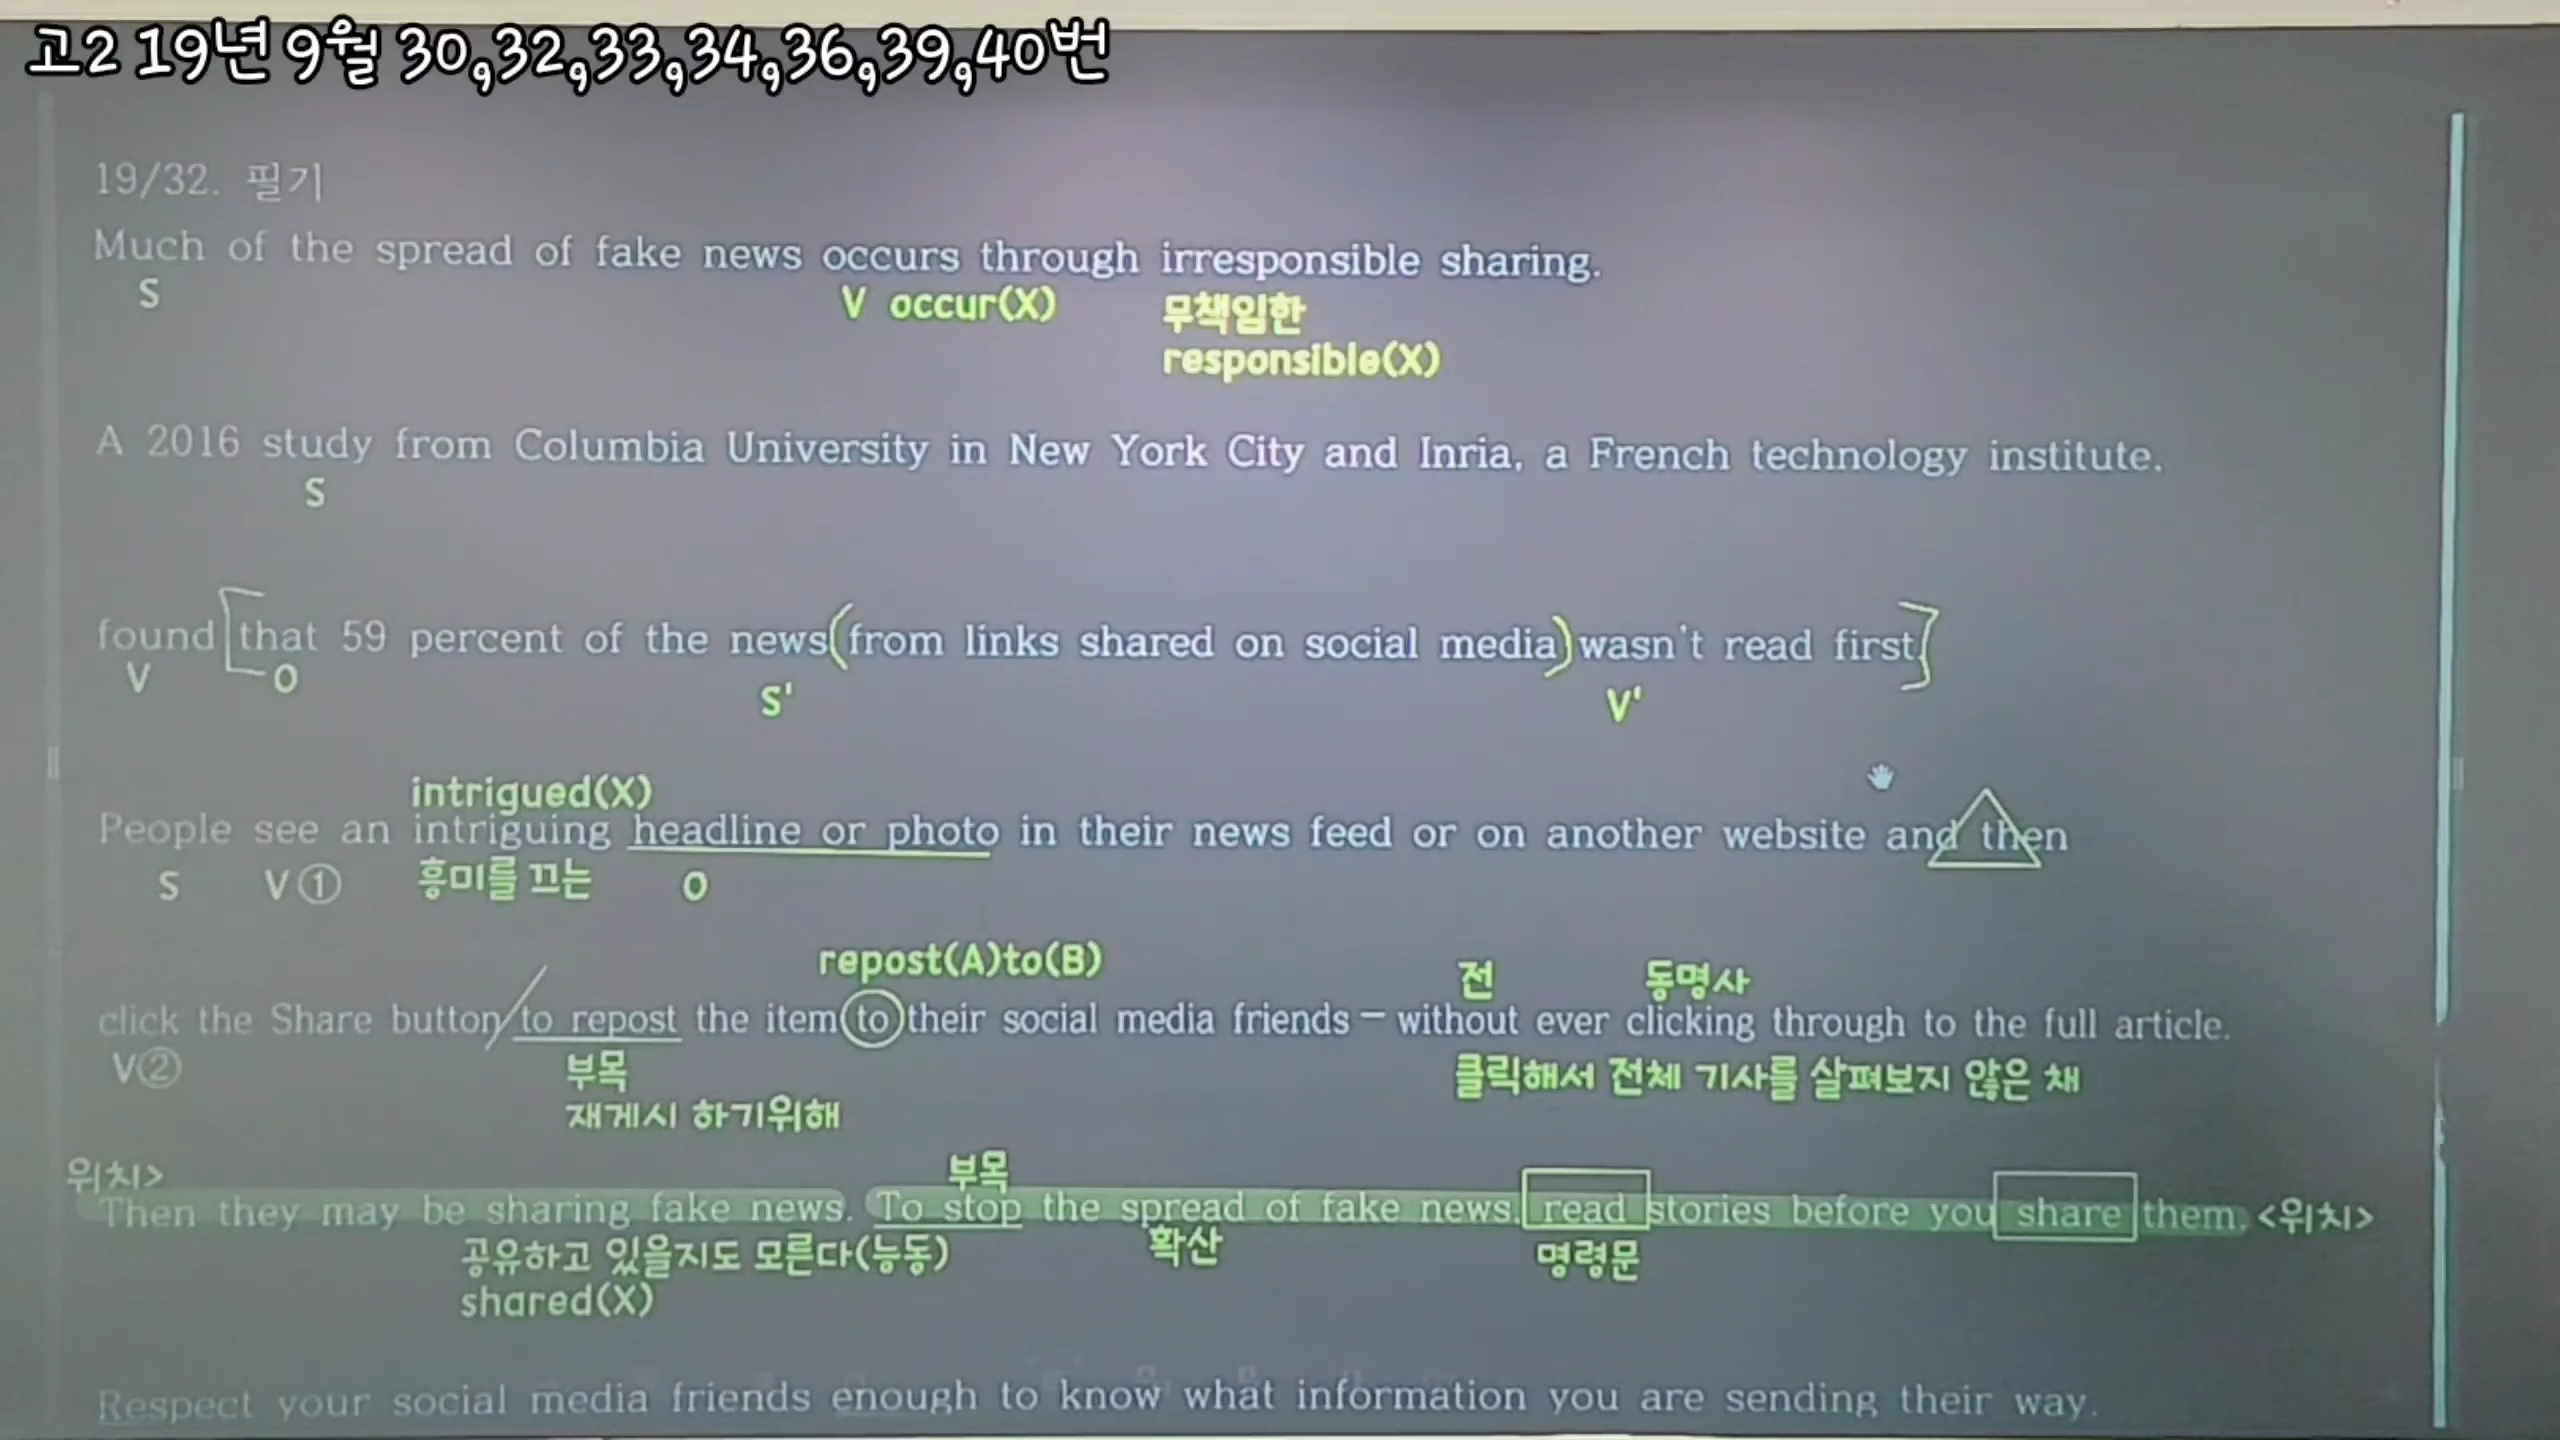 고2 19년 9월 30,32,33,34,36,39,40번
19/32. 필기
Much of the spread of fake news occurs through irresponsible sharing.
S V occur(X) 무책임한
responsible(X)
A 2016 study from Columbia University in New York City and Inria, a French technology institute.
S
found [that 59 percent of the news(from links shared on social media)wasn't read first]
V O S' V'
intrigued(X)
People see an intriguing headline or photo in their news feed or on another website and then
S V① 흥미를 끄는 O
repost(A)to(B) 전 동명사
click the Share button/to repost the item to their social media friends—without ever clicking through to the full article.
V② 부목 클릭해서 전체 기사를 살펴보지 않은 채
재게시 하기위해
위치> 부목
Then they may be sharing fake news. To stop the spread of fake news, read stories before you share them. <위치>
공유하고 있을지도 모른다(능동) 확산 명령문
shared(X)
Respect your social media friends enough to know what information you are sending their way.